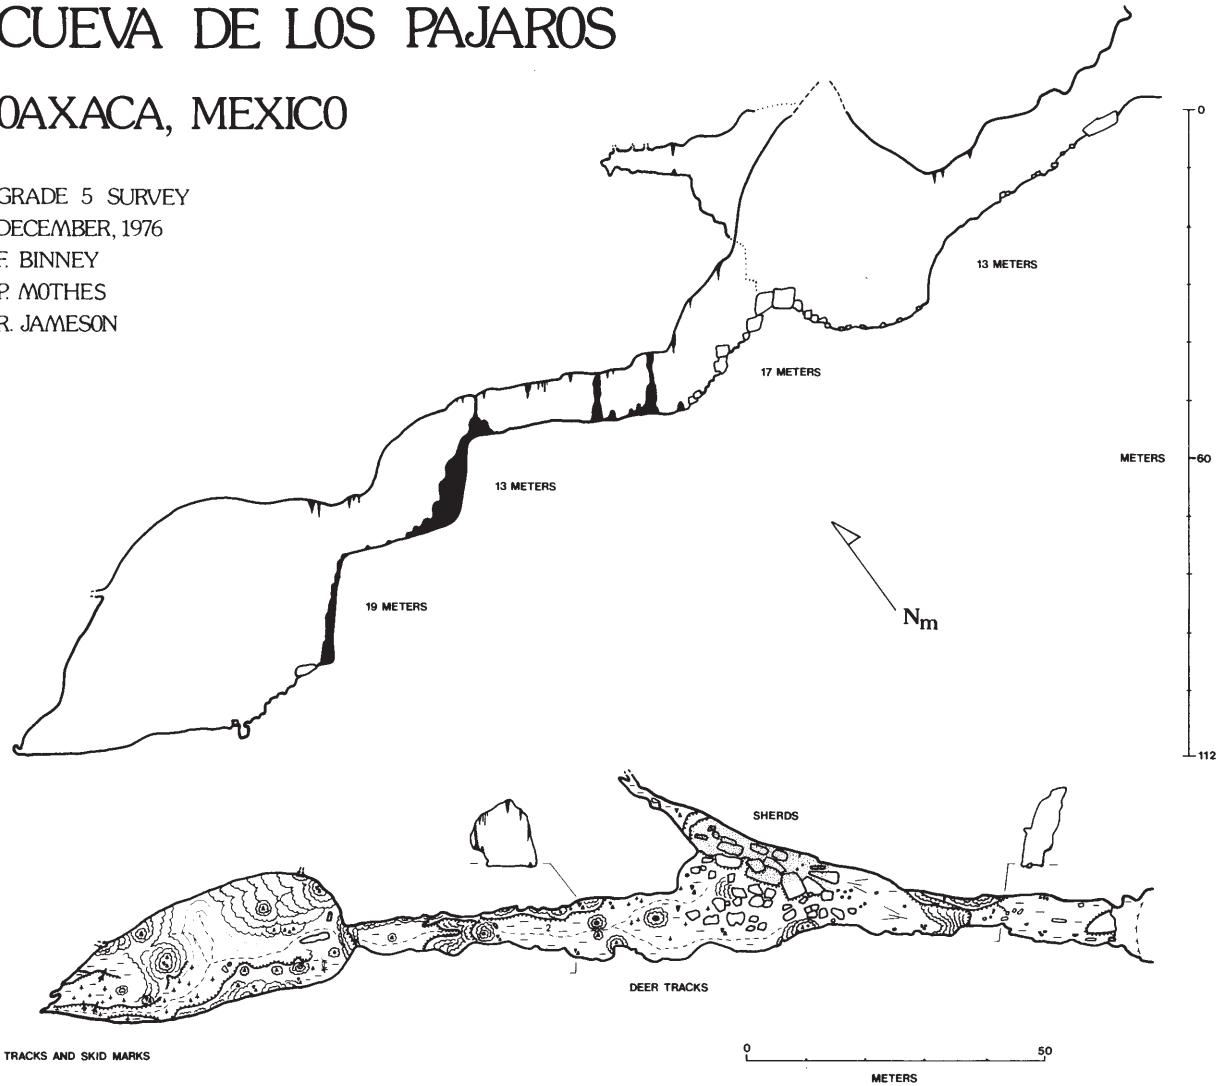 CUEVA DE LOS PAJAROS
OAXACA, MEXICO
GRADE 5 SURVEY
DECEMBER, 1976
F. BINNEY
P. MOTHES
R. JAMESON
0
13 METERS
17 METERS
METERS
60
13 METERS
19 METERS
Nm
112
SHERDS
2
DEER TRACKS
TRACKS AND SKID MARKS
0
50
METERS